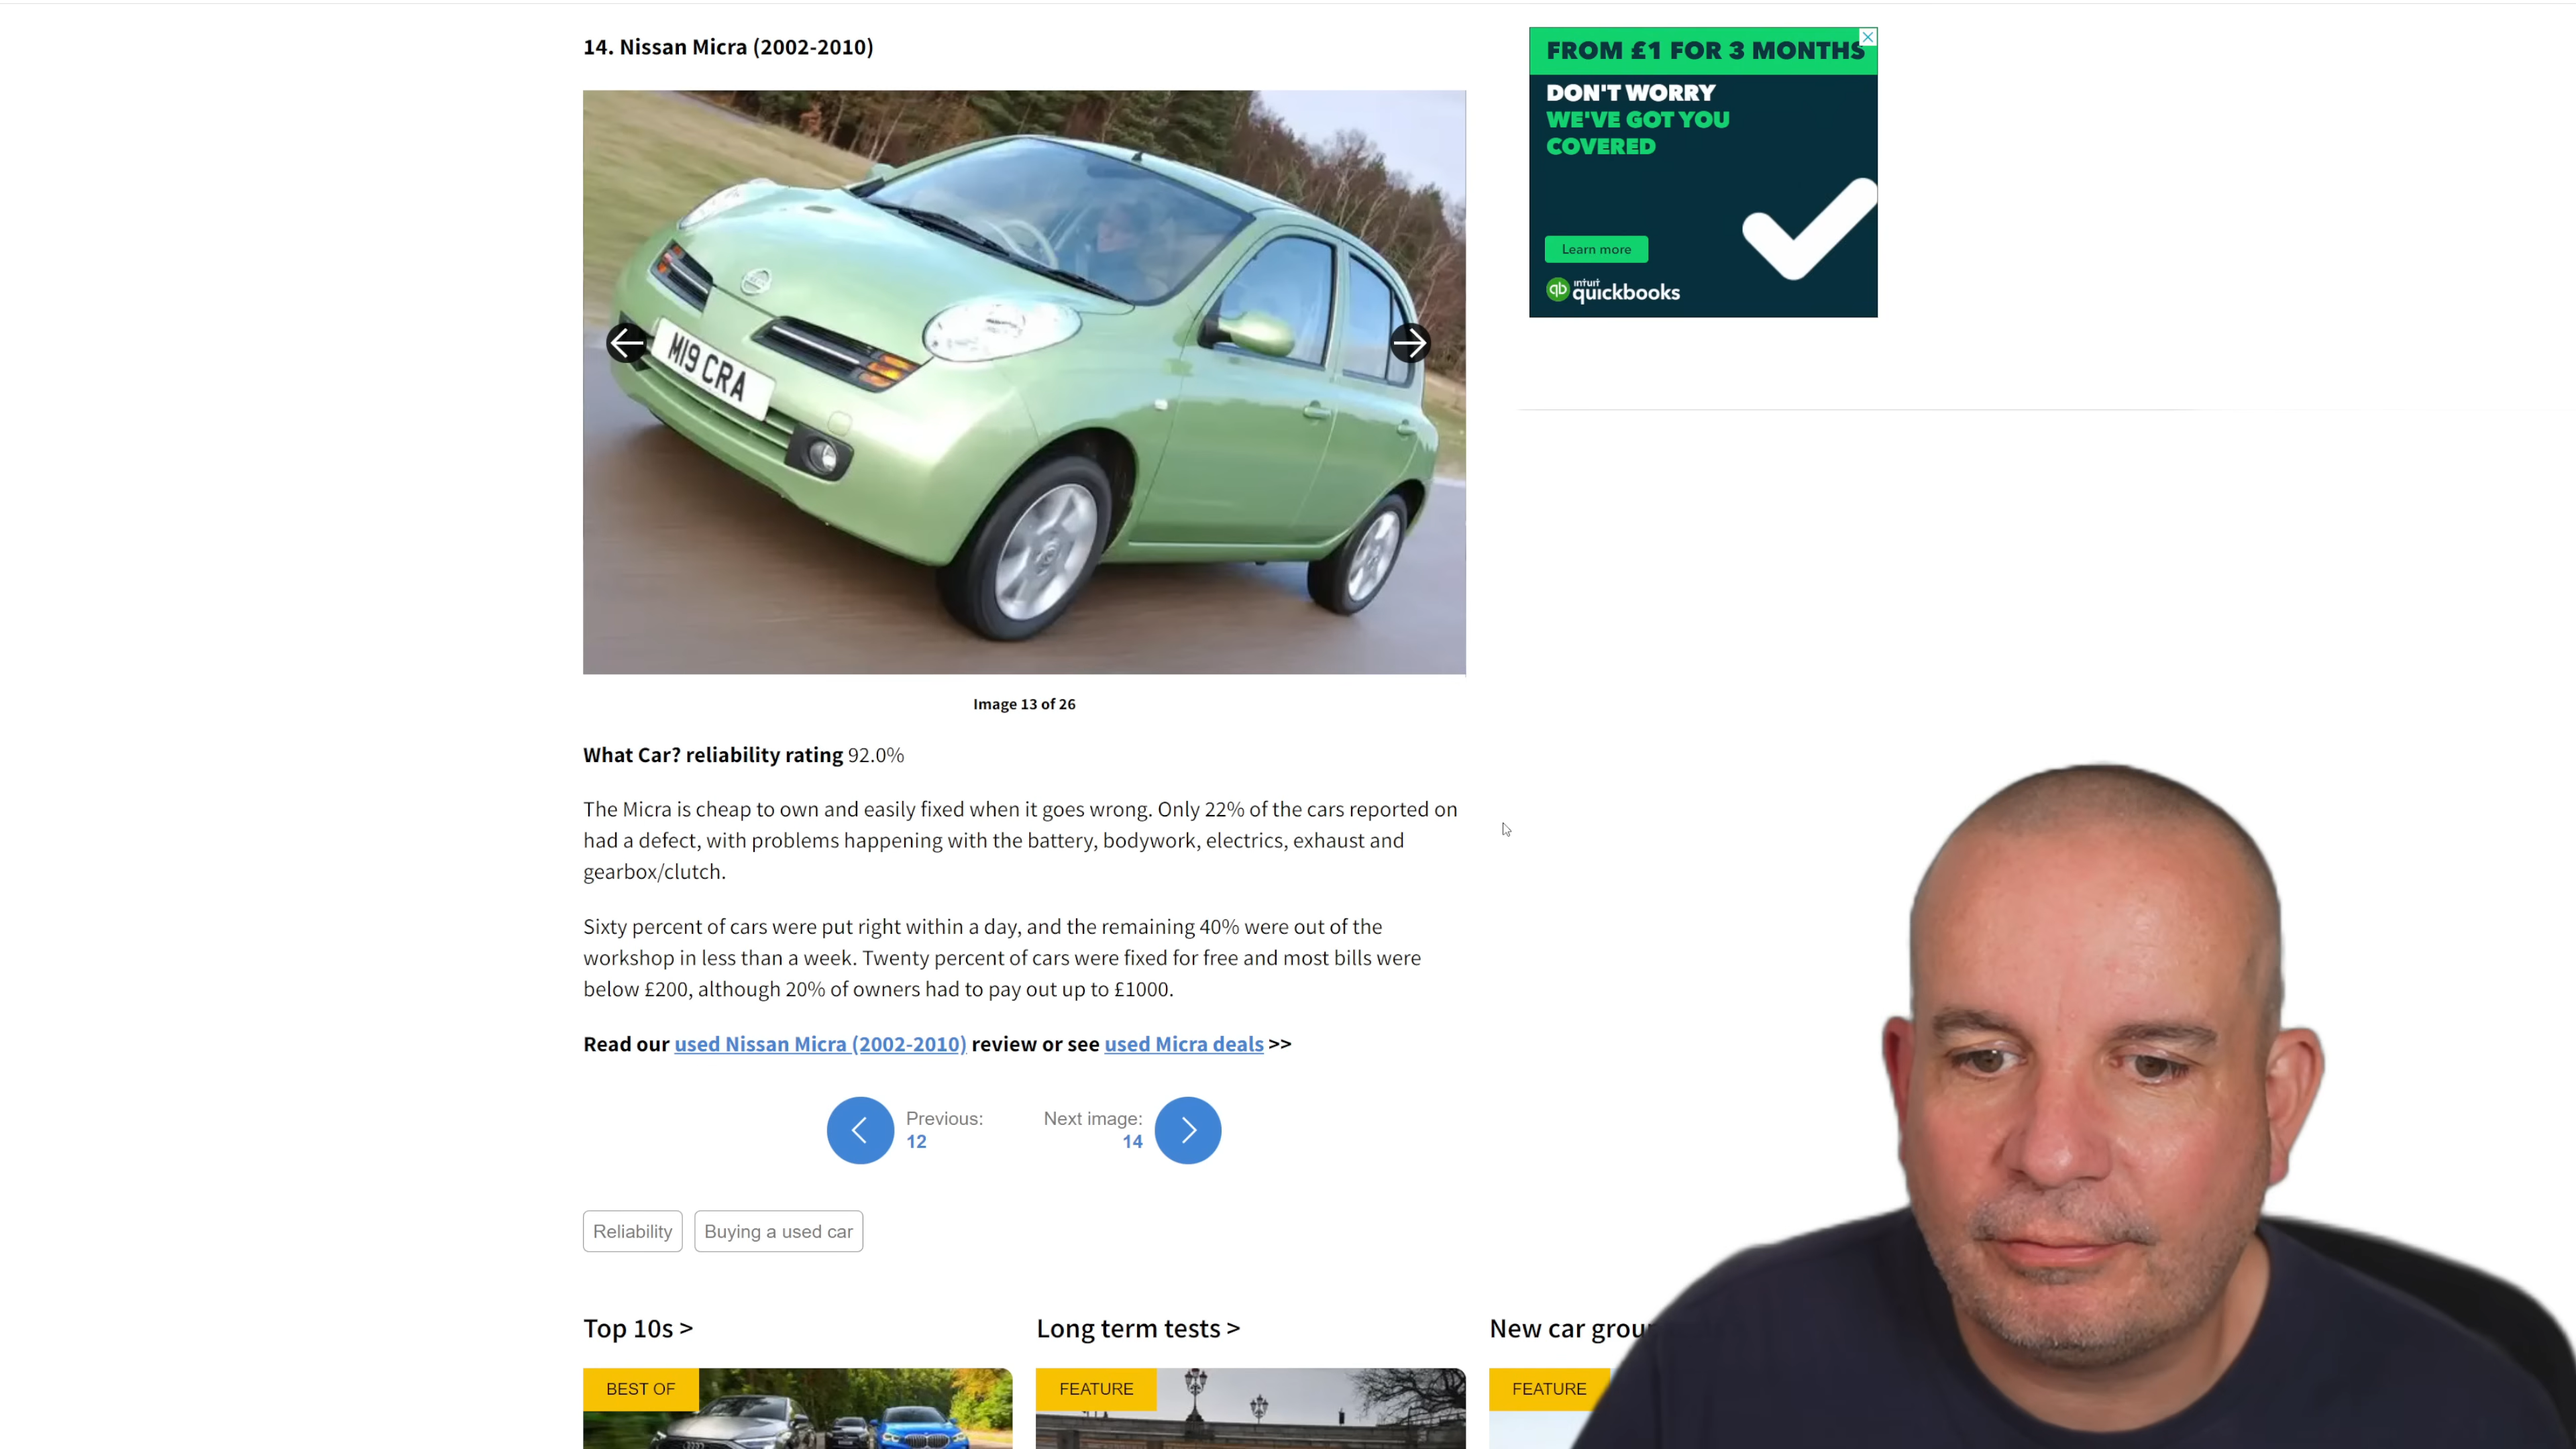 14. Nissan Micra (2002-2010)
FROM £1 FOR 3 MONTHS
DON'T WORRY
WE'VE GOT YOU
COVERED
Learn more
qb
intuit
quickbooks
M19 CRA
Image 13 of 26
What Car? reliability rating 92.0%
The Micra is cheap to own and easily fixed when it goes wrong. Only 22% of the cars reported on
had a defect, with problems happening with the battery, bodywork, electrics, exhaust and
gearbox/clutch.
Sixty percent of cars were put right within a day, and the remaining 40% were out of the
workshop in less than a week. Twenty percent of cars were fixed for free and most bills were
below £200, although 20% of owners had to pay out up to £1000.
Read our used Nissan Micra (2002-2010) review or see used Micra deals >>
Previous:
12
Next image:
14
Reliability
Buying a used car
Top 10s >
Long term tests >
New car
BEST OF
FEATURE
FEATURE